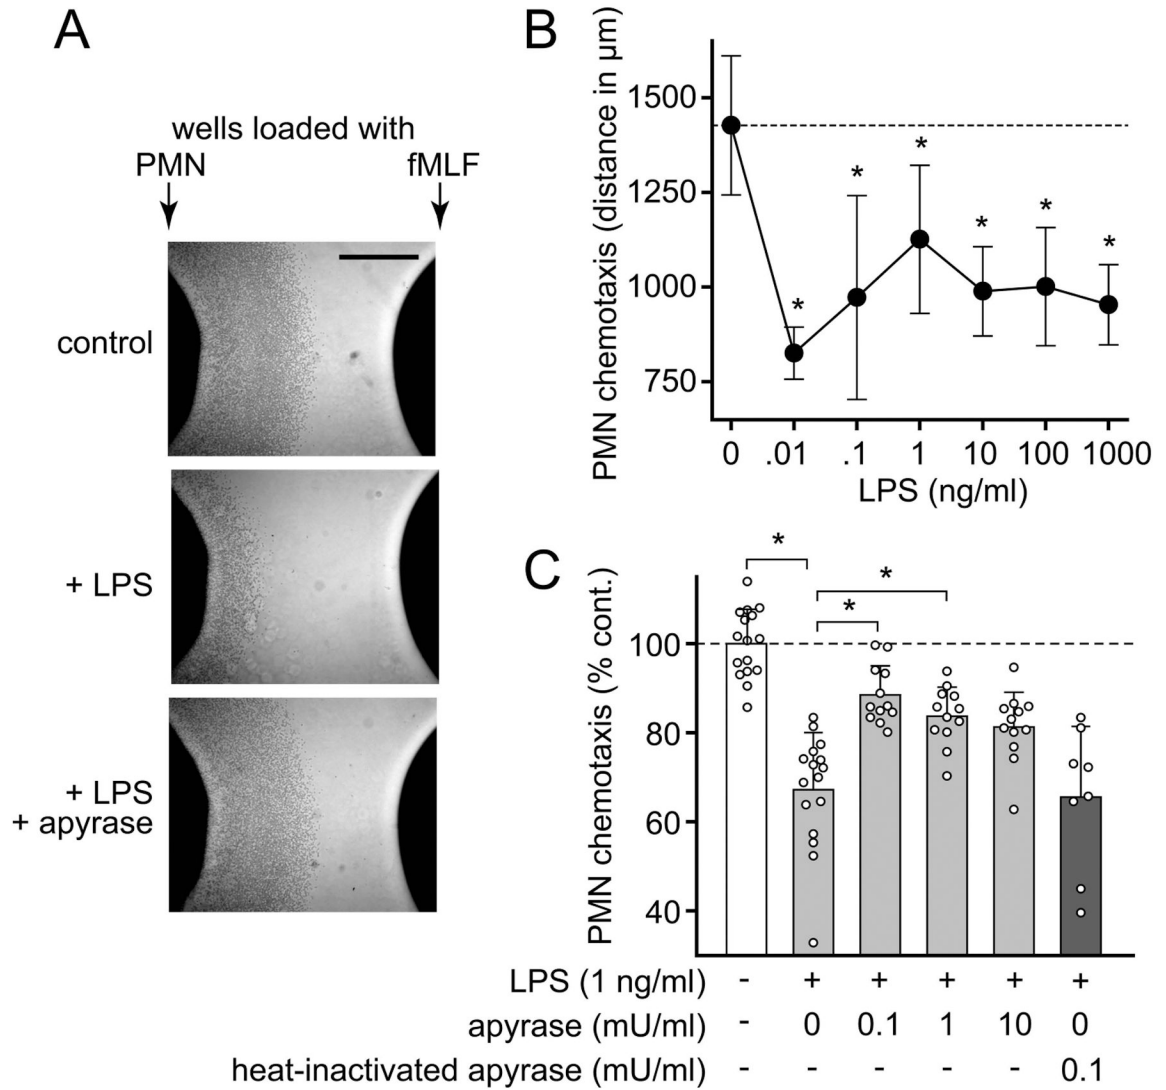 A
wells loaded with
PMN fMLF
control
+ LPS
+ LPS
+ apyrase
B
PMN chemotaxis (distance in µm)
1500
1250
1000
750
* * * * * *
0 .01 .1 1 10 100 1000
LPS (ng/ml)
C
PMN chemotaxis (% cont.)
* * *
100
80
60
40
LPS (1 ng/ml) - + + + + +
apyrase (mU/ml) - 0 0.1 1 10 0
heat-inactivated apyrase (mU/ml) - - - - - 0.1